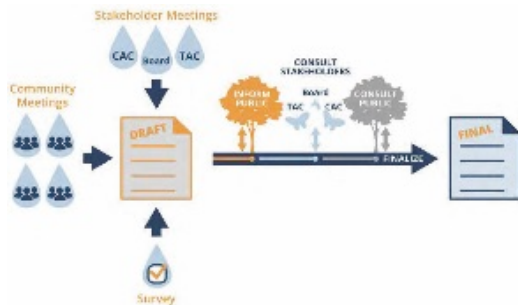 Stakeholder Meetings
CAC
Board
TAC
Community
Meetings
DRAFT
Survey
INFORM
PUBLIC
CONSULT
STAKEHOLDERS
Board
TAC
CAC
CONSULT
PUBLIC
FINALIZE
FINAL